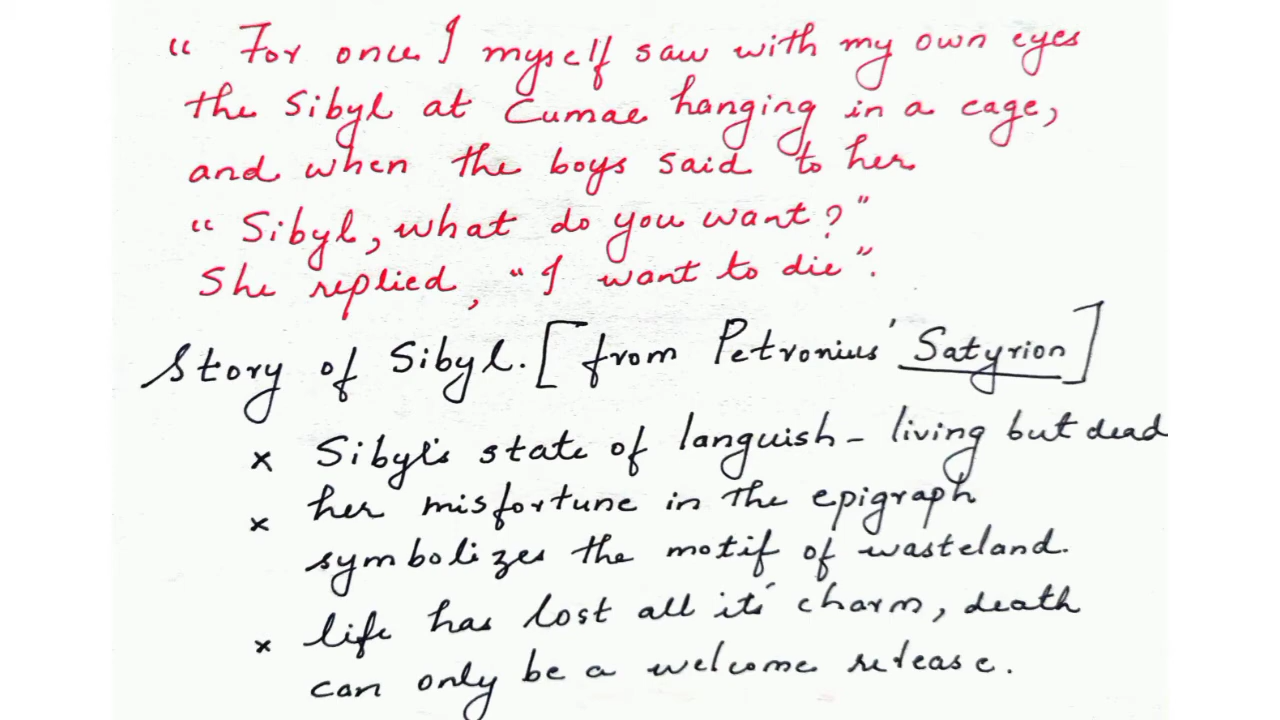 “ For once I myself saw with my own eyes
the Sibyl at Cumae hanging in a cage,
and when the boys said to her
“ Sibyl, what do you want?”
She replied, “I want to die”.
Story of Sibyl. [from Petronius' Satyrion]
x Sibyl's state of languish - living but dead
x her misfortune in the epigraph
symbolizes the motif of wasteland.
x life has lost all its' charm, death
can only be a welcome release.